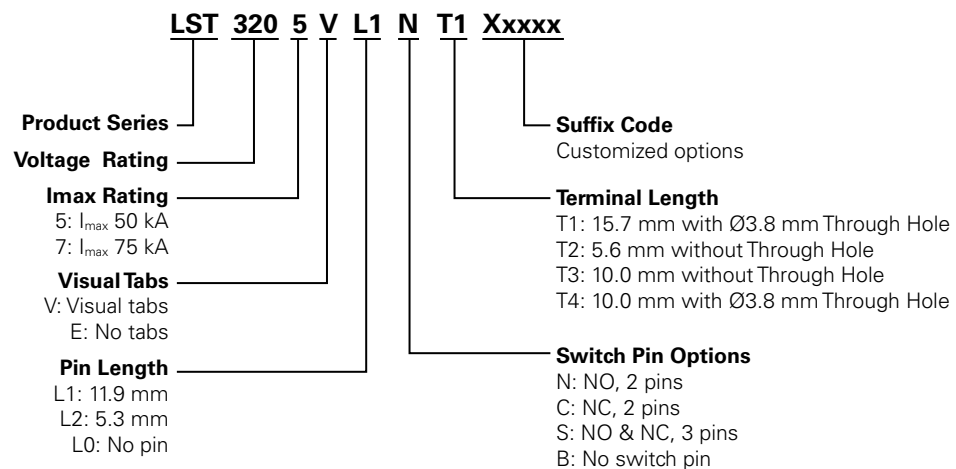 LST 320 5 V L1 N T1 Xxxxx
Product Series
Voltage Rating
Imax Rating
5: Imax 50 kA
7: Imax 75 kA
Visual Tabs
V: Visual tabs
E: No tabs
Pin Length
L1: 11.9 mm
L2: 5.3 mm
L0: No pin
Suffix Code
Customized options
Terminal Length
T1: 15.7 mm with Ø3.8 mm Through Hole
T2: 5.6 mm without Through Hole
T3: 10.0 mm without Through Hole
T4: 10.0 mm with Ø3.8 mm Through Hole
Switch Pin Options
N: NO, 2 pins
C: NC, 2 pins
S: NO & NC, 3 pins
B: No switch pin